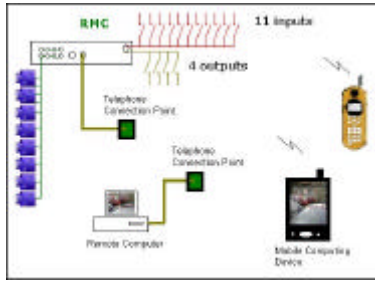 RMC
11 inputs
4 outputs
Telephone
Connection Point
Telephone
Connection Point
Remote Computer
Mobile Computing
Device